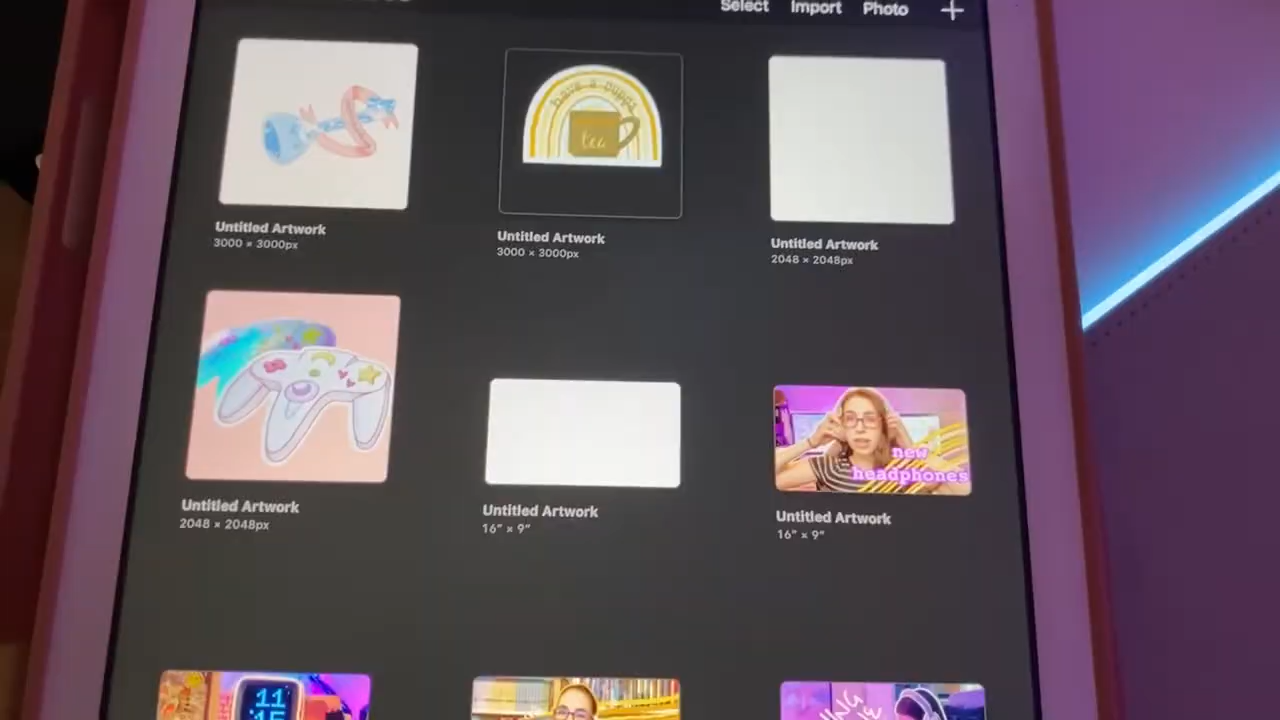 Select Import Photo +
have a cuppa
tea
Untitled Artwork
3000 × 3000px
Untitled Artwork
3000 × 3000px
Untitled Artwork
2048 × 2048px
new
headphones
Untitled Artwork
2048 × 2048px
Untitled Artwork
16" × 9"
Untitled Artwork
16" × 9"
11